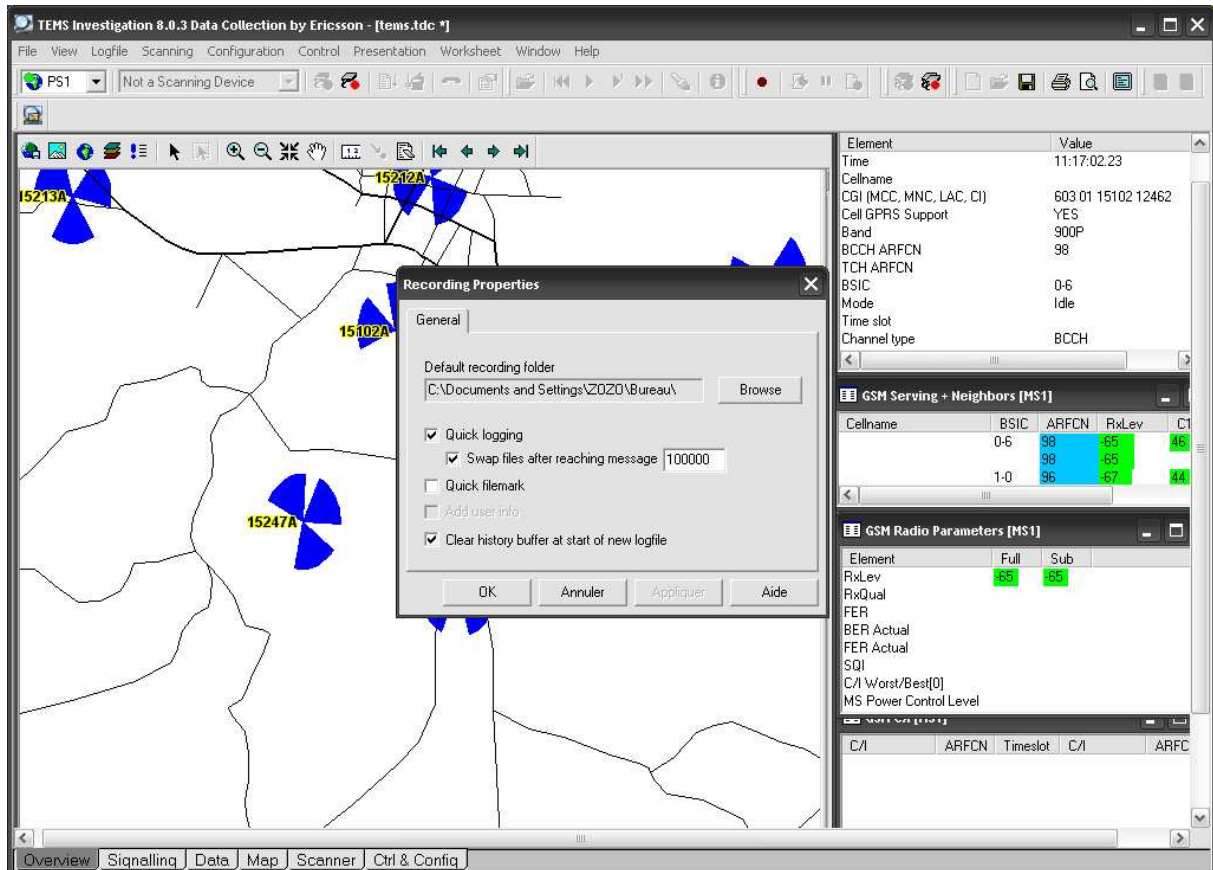 TEMS Investigation 8.0.3 Data Collection by Ericsson - [tems.tdc *]
File View Logfile Scanning Configuration Control Presentation Worksheet Window Help
PS1 Not a Scanning Device
15213A
15212A
15102A
15247A
Recording Properties
General
Default recording folder
C:\Documents and Settings\ZOZO\Bureau\ Browse
Quick logging
Swap files after reaching message 100000
Quick filemark
Add user info
Clear history buffer at start of new logfile
OK Annuler Appliquer Aide
Element Value
Time 11:17:02.23
Cellname
CGI (MCC, MNC, LAC, CI) 603 01 15102 12462
Cell GPRS Support YES
Band 900P
BCCH ARFCN 98
TCH ARFCN
BSIC 0-6
Mode Idle
Time slot
Channel type BCCH
GSM Serving + Neighbors [MS1]
Cellname BSIC ARFCN RxLev C1
0-6 98 -65 46
98 -65
1-0 96 -67 44
GSM Radio Parameters [MS1]
Element Full Sub
RxLev -65 -65
RxQual
FER
BER Actual
FER Actual
SQI
C/I Worst/Best[0]
MS Power Control Level
C/I ARFCN Timeslot C/I ARFC
Overview Signalling Data Map Scanner Ctrl & Config